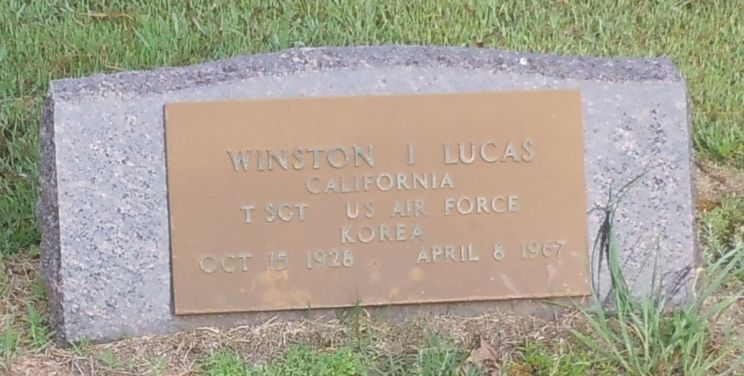 WINSTON I LUCAS
CALIFORNIA
T SGT US AIR FORCE
KOREA
OCT 15 1928 APRIL 8 1967